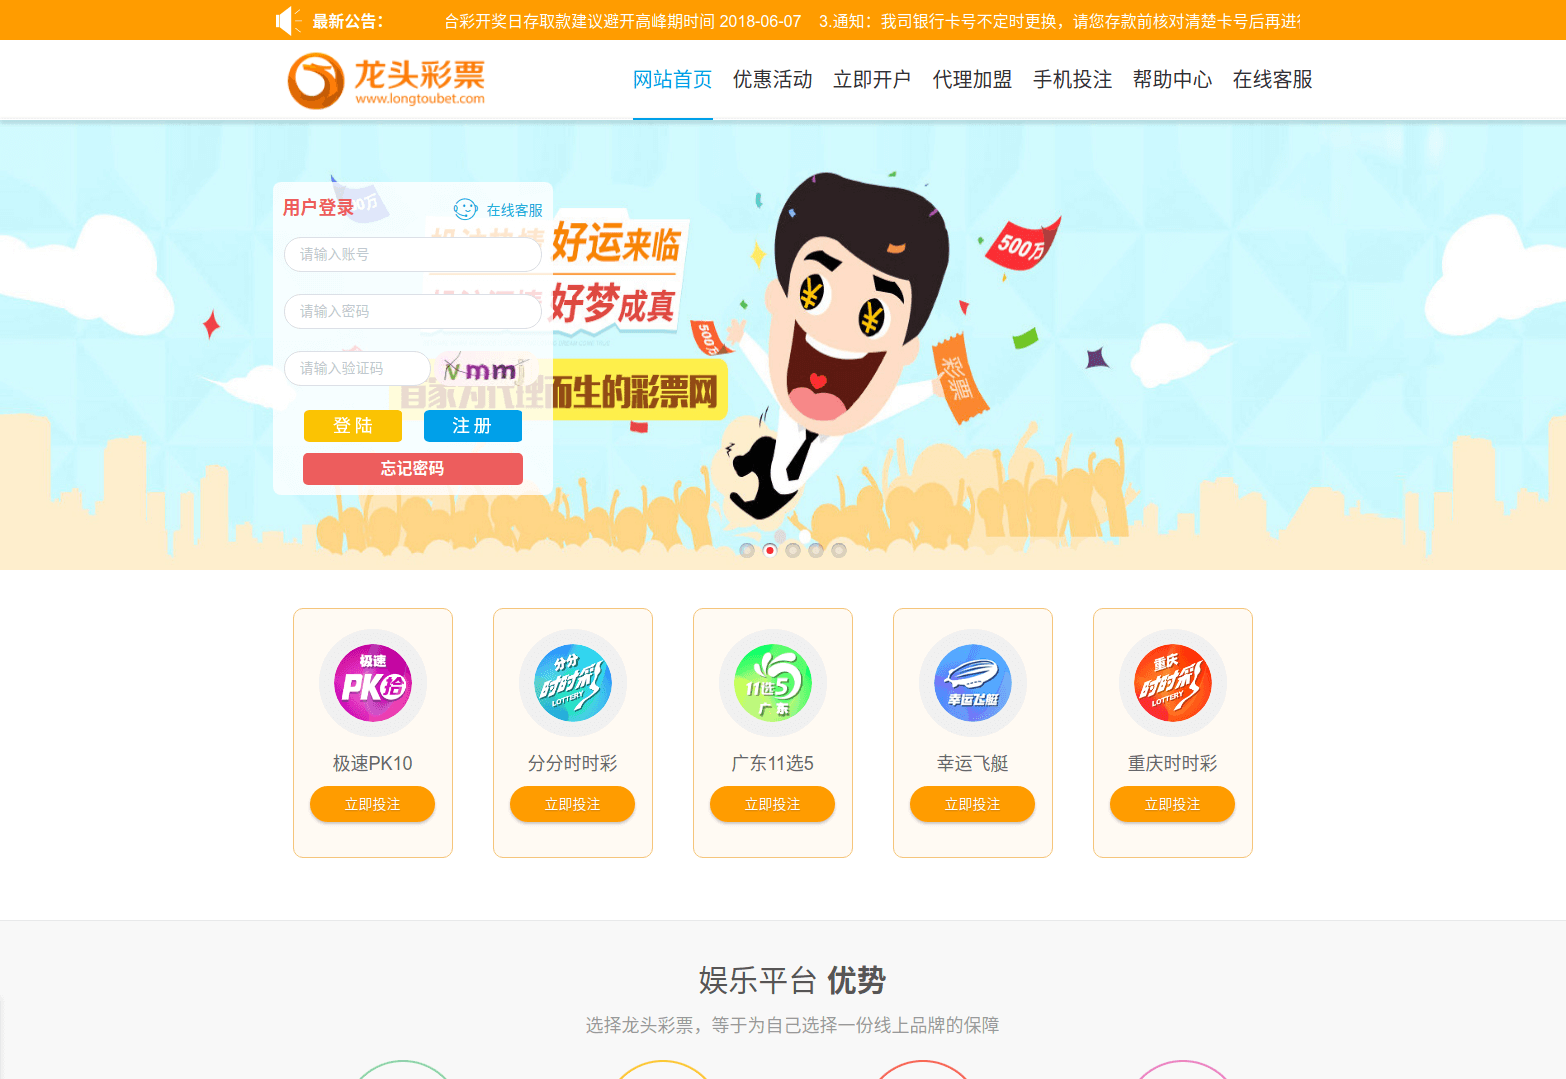 最新公告：
合彩开奖日存取款建议避开高峰期时间 2018-06-07 3.通知：我司银行卡号不定时更换，请您存款前核对清楚卡号后再进行
龙头彩票
www.longtoubet.com
网站首页 优惠活动 立即开户 代理加盟 手机投注 帮助中心 在线客服
用户登录
在线客服
请输入账号
请输入密码
请输入验证码
vmmi
登 陆
注 册
忘记密码
好运来临
好梦成真
首家为代理而生的彩票网
500万
500万
彩票
极速
PK拾
分分
时时彩
LOTTERY
11选5
广东
幸运飞艇
重庆
时时彩
LOTTERY
极速PK10
分分时时彩
广东11选5
幸运飞艇
重庆时时彩
立即投注
立即投注
立即投注
立即投注
立即投注
娱乐平台 优势
选择龙头彩票，等于为自己选择一份线上品牌的保障